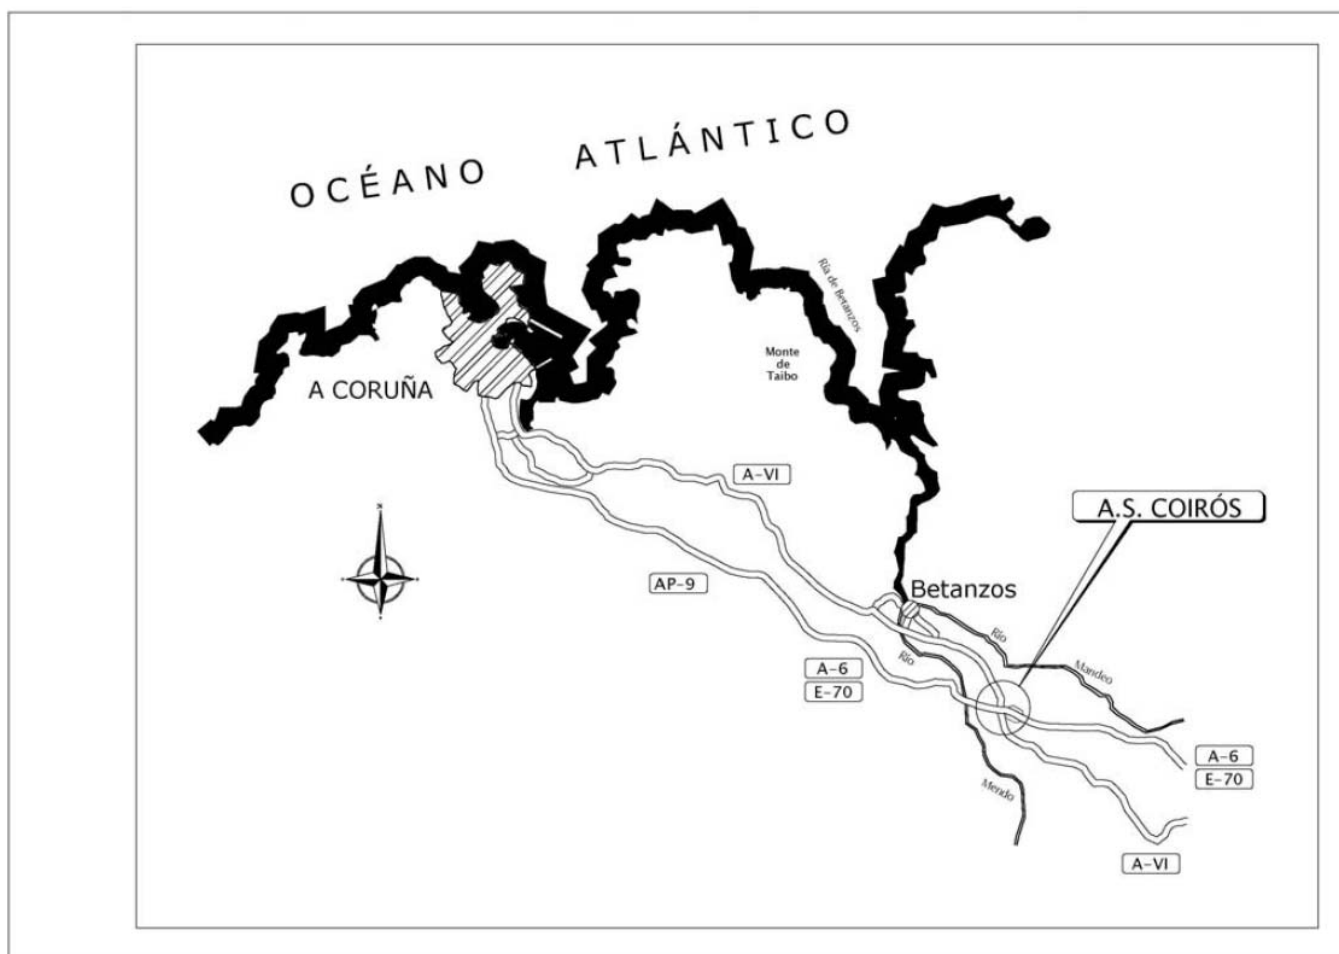 OCÉANO ATLÁNTICO
Ría de Betanzos
Monte
de
Taibo
A CORUÑA
A-VI
A.S. COIRÓS
AP-9
Betanzos
Río
Mandeo
Río
A-6
E-70
Mendo
A-6
E-70
A-VI